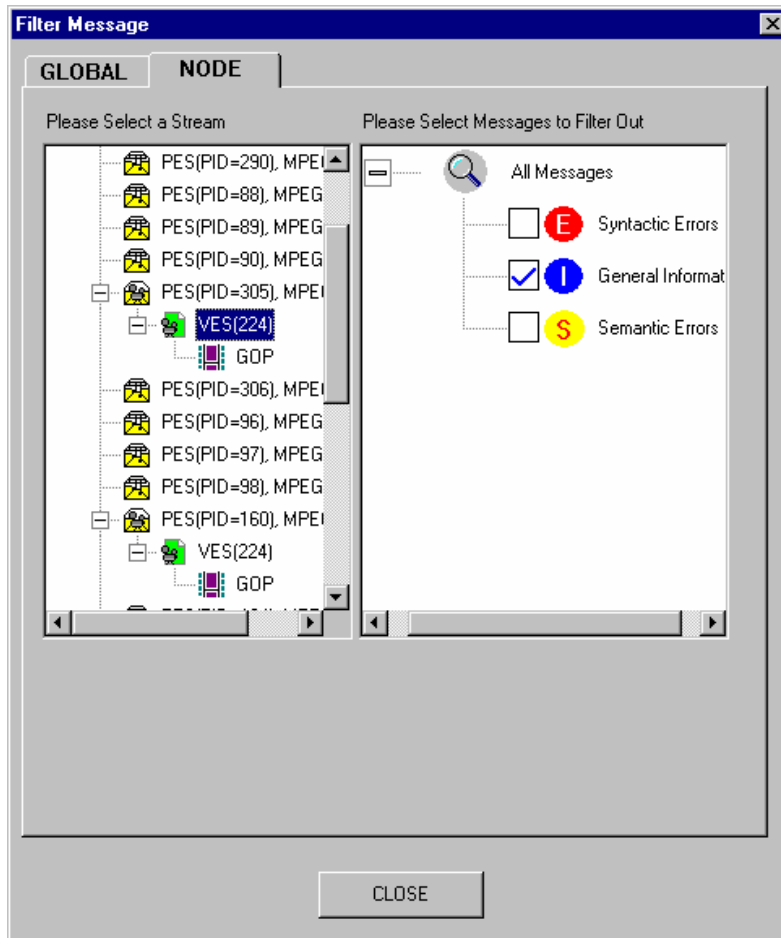 Filter Message
GLOBAL NODE
Please Select a Stream
PES(PID=290), MPE
PES(PID=88), MPEG
PES(PID=89), MPEG
PES(PID=90), MPEG
PES(PID=305), MPE
VES(224)
GOP
PES(PID=306), MPE
PES(PID=96), MPEG
PES(PID=97), MPEG
PES(PID=98), MPEG
PES(PID=160), MPE
VES(224)
GOP
Please Select Messages to Filter Out
All Messages
E Syntactic Errors
I General Informat
S Semantic Errors
CLOSE